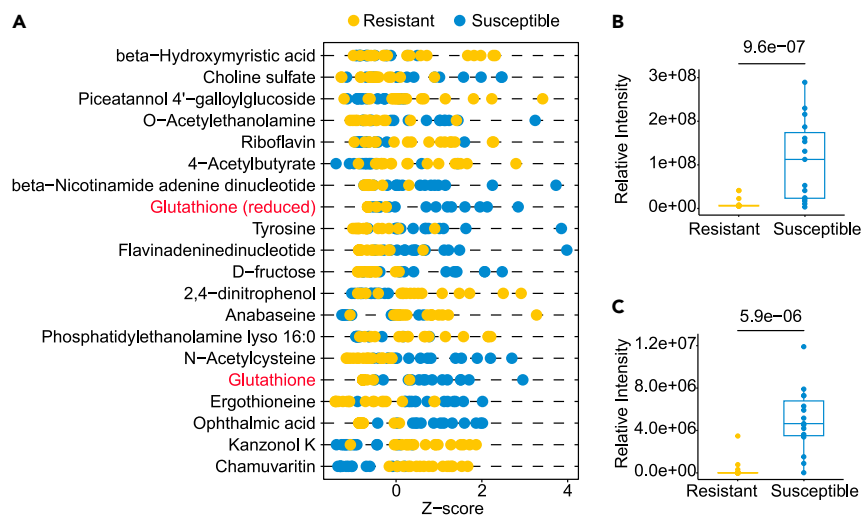 A
Resistant Susceptible
beta−Hydroxymyristic acid
Choline sulfate
Piceatannol 4'−galloylglucoside
O−Acetylethanolamine
Riboflavin
4−Acetylbutyrate
beta−Nicotinamide adenine dinucleotide
Glutathione (reduced)
Tyrosine
Flavinadeninedinucleotide
D−fructose
2,4−dinitrophenol
Anabaseine
Phosphatidylethanolamine lyso 16:0
N−Acetylcysteine
Glutathione
Ergothioneine
Ophthalmic acid
Kanzonol K
Chamuvaritin
0 2 4
Z−score
B
9.6e−07
Relative Intensity
3e+08
2e+08
1e+08
0e+00
Resistant Susceptible
C
5.9e−06
Relative Intensity
1.2e+07
8.0e+06
4.0e+06
0.0e+00
Resistant Susceptible